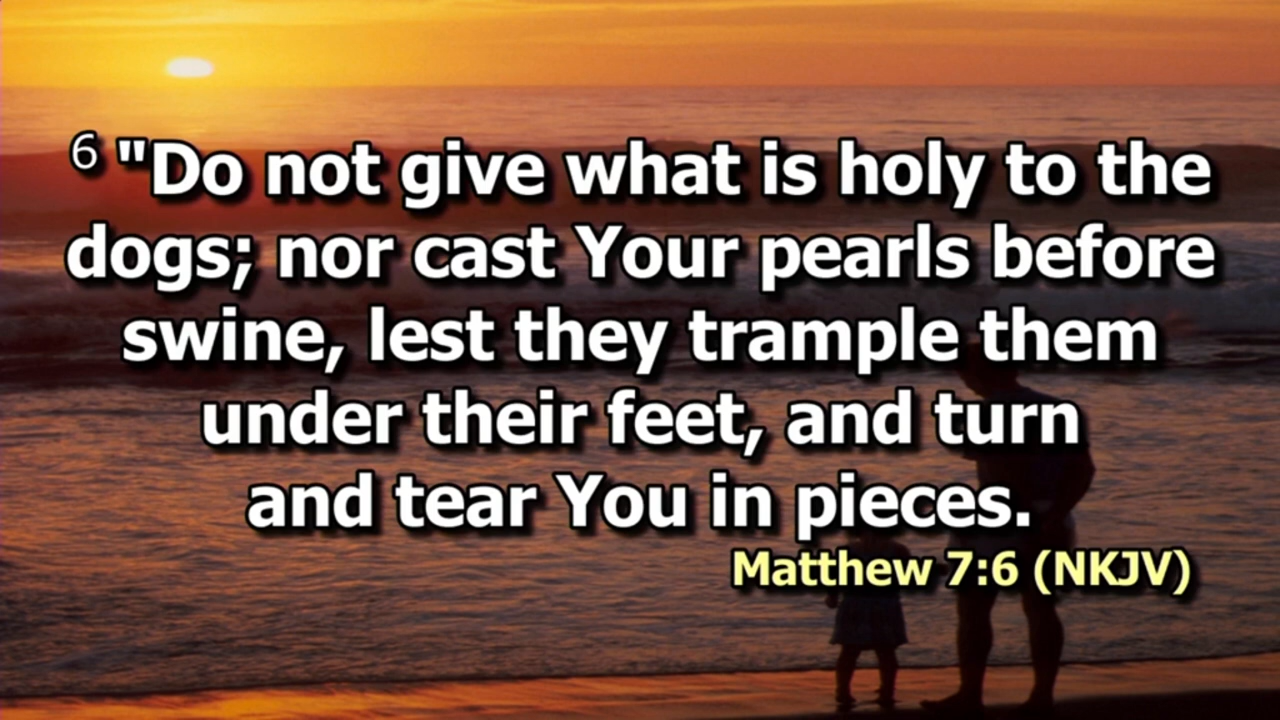 6 "Do not give what is holy to the
dogs; nor cast Your pearls before
swine, lest they trample them
under their feet, and turn
and tear You in pieces.
Matthew 7:6 (NKJV)